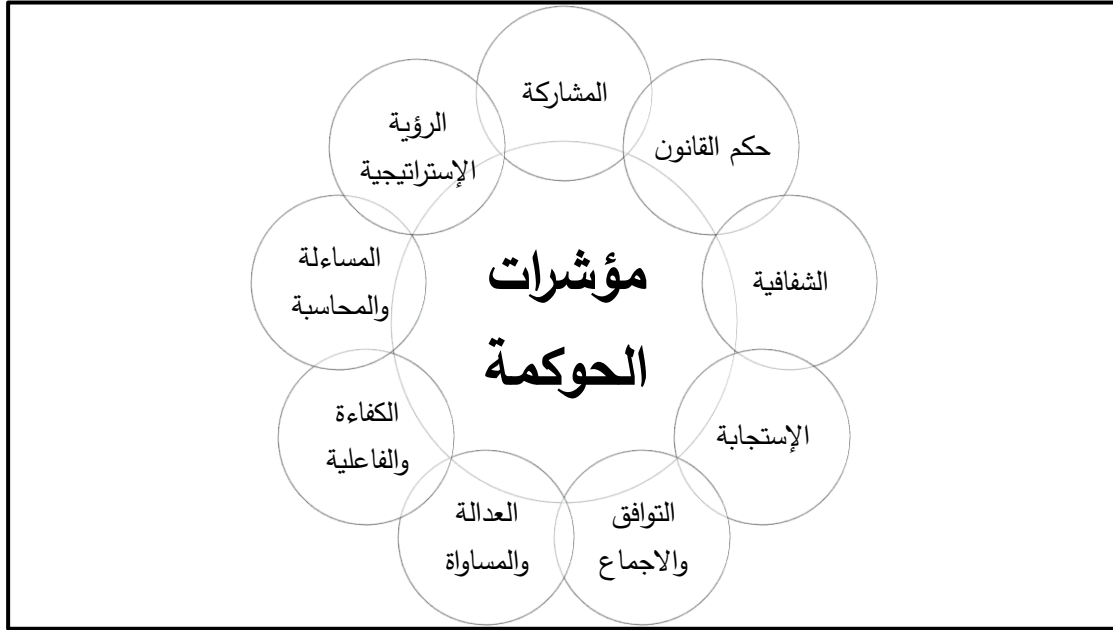 مؤشرات
الحوكمة
المشاركة
حكم القانون
الشفافية
الإستجابة
التوافق
والاجماع
العدالة
والمساواة
الكفاءة
والفاعلية
المساءلة
والمحاسبة
الرؤية
الإستراتيجية